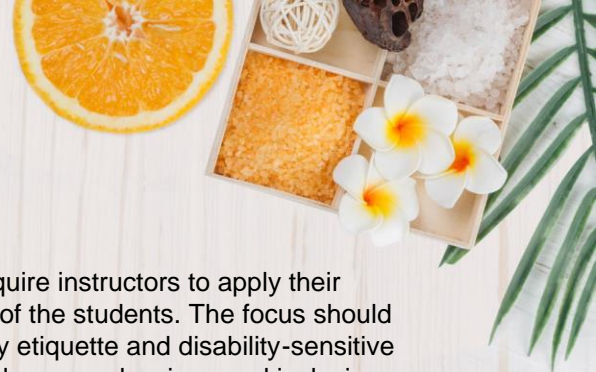 quire instructors to apply their
of the students. The focus should
y etiquette and disability-sensitive